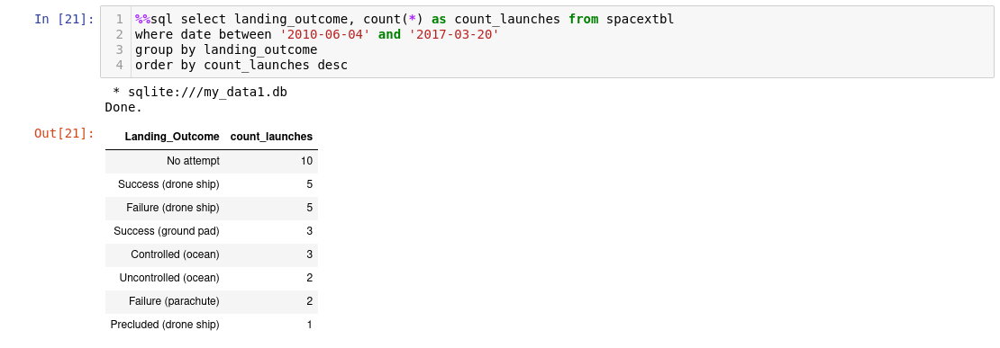 In [21]:
1 %%sql select landing_outcome, count(*) as count_launches from spacextbl
2 where date between '2010-06-04' and '2017-03-20'
3 group by landing_outcome
4 order by count_launches desc
* sqlite:///my_data1.db
Done.
Out[21]:
Landing_Outcome count_launches
No attempt 10
Success (drone ship) 5
Failure (drone ship) 5
Success (ground pad) 3
Controlled (ocean) 3
Uncontrolled (ocean) 2
Failure (parachute) 2
Precluded (drone ship) 1